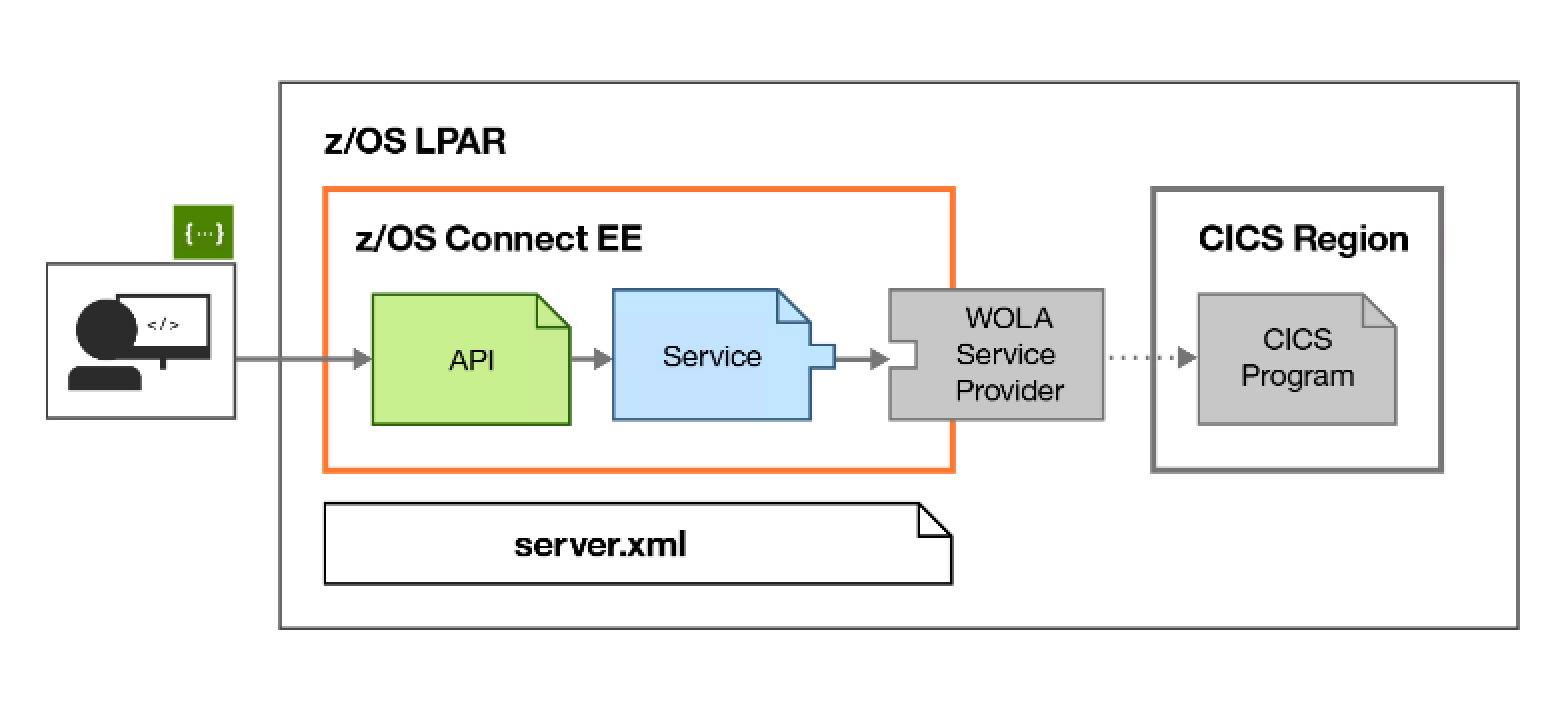 z/OS LPAR
z/OS Connect EE
CICS Region
{...}
</>
API
Service
WOLA
Service
Provider
CICS
Program
server.xml